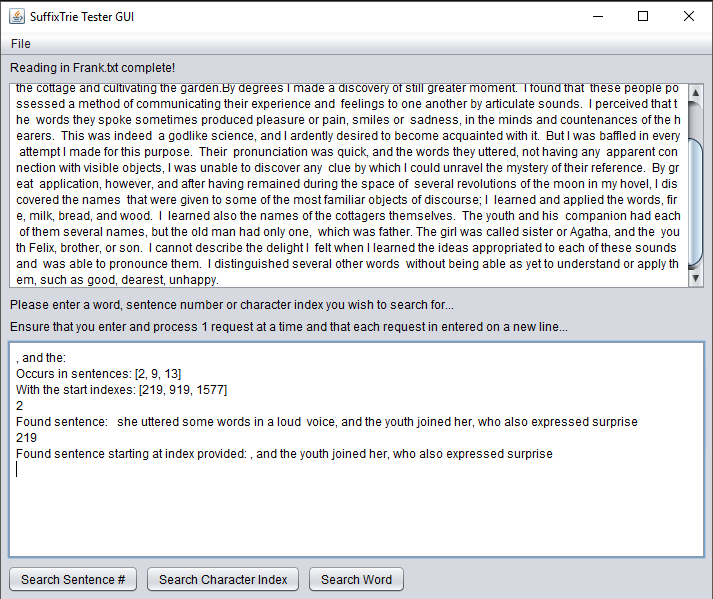 SuffixTrie Tester GUI
File
Reading in Frank.txt complete!
the cottage and cultivating the garden.By degrees I made a discovery of still greater moment.  I found that  these people po
ssessed a method of communicating their experience and  feelings to one another by articulate sounds.  I perceived that t
he  words they spoke sometimes produced pleasure or pain, smiles or  sadness, in the minds and countenances of the h
earers.  This was indeed  a godlike science, and I ardently desired to become acquainted with it.  But I was baffled in every
 attempt I made for this purpose.  Their  pronunciation was quick, and the words they uttered, not having any  apparent con
nection with visible objects, I was unable to discover any  clue by which I could unravel the mystery of their reference.  By gr
eat  application, however, and after having remained during the space of  several revolutions of the moon in my hovel, I dis
covered the names  that were given to some of the most familiar objects of discourse; I  learned and applied the words, fir
e, milk, bread, and wood.  I  learned also the names of the cottagers themselves.  The youth and his  companion had each
 of them several names, but the old man had only one,  which was father. The girl was called sister or Agatha, and the  you
th Felix, brother, or son.  I cannot describe the delight I  felt when I learned the ideas appropriated to each of these sounds
and  was able to pronounce them.  I distinguished several other words  without being able as yet to understand or apply th
em, such as good, dearest, unhappy.
Please enter a word, sentence number or character index you wish to search for...
Ensure that you enter and process 1 request at a time and that each request in entered on a new line...
, and the:
Occurs in sentences: [2, 9, 13]
With the start indexes: [219, 919, 1577]
2
Found sentence:   she uttered some words in a loud  voice, and the youth joined her, who also expressed surprise
219
Found sentence starting at index provided: , and the youth joined her, who also expressed surprise
Search Sentence #
Search Character Index
Search Word